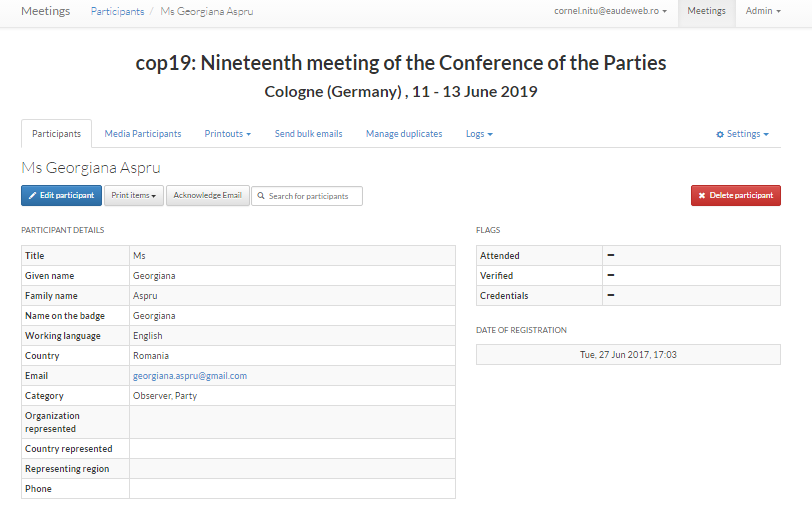 Meetings Participants / Ms Georgiana Aspru cornel.nitu@eaudeweb.ro Meetings Admin
cop19: Nineteenth meeting of the Conference of the Parties
Cologne (Germany) , 11 - 13 June 2019
Participants Media Participants Printouts Send bulk emails Manage duplicates Logs Settings
Ms Georgiana Aspru
Edit participant Print items Acknowledge Email Search for participants Delete participant
PARTICIPANT DETAILS
Title Ms
Given name Georgiana
Family name Aspru
Name on the badge Georgiana
Working language English
Country Romania
Email georgiana.aspru@gmail.com
Category Observer, Party
Organization
represented
Country represented
Representing region
Phone
FLAGS
Attended –
Verified –
Credentials –
DATE OF REGISTRATION
Tue, 27 Jun 2017, 17:03